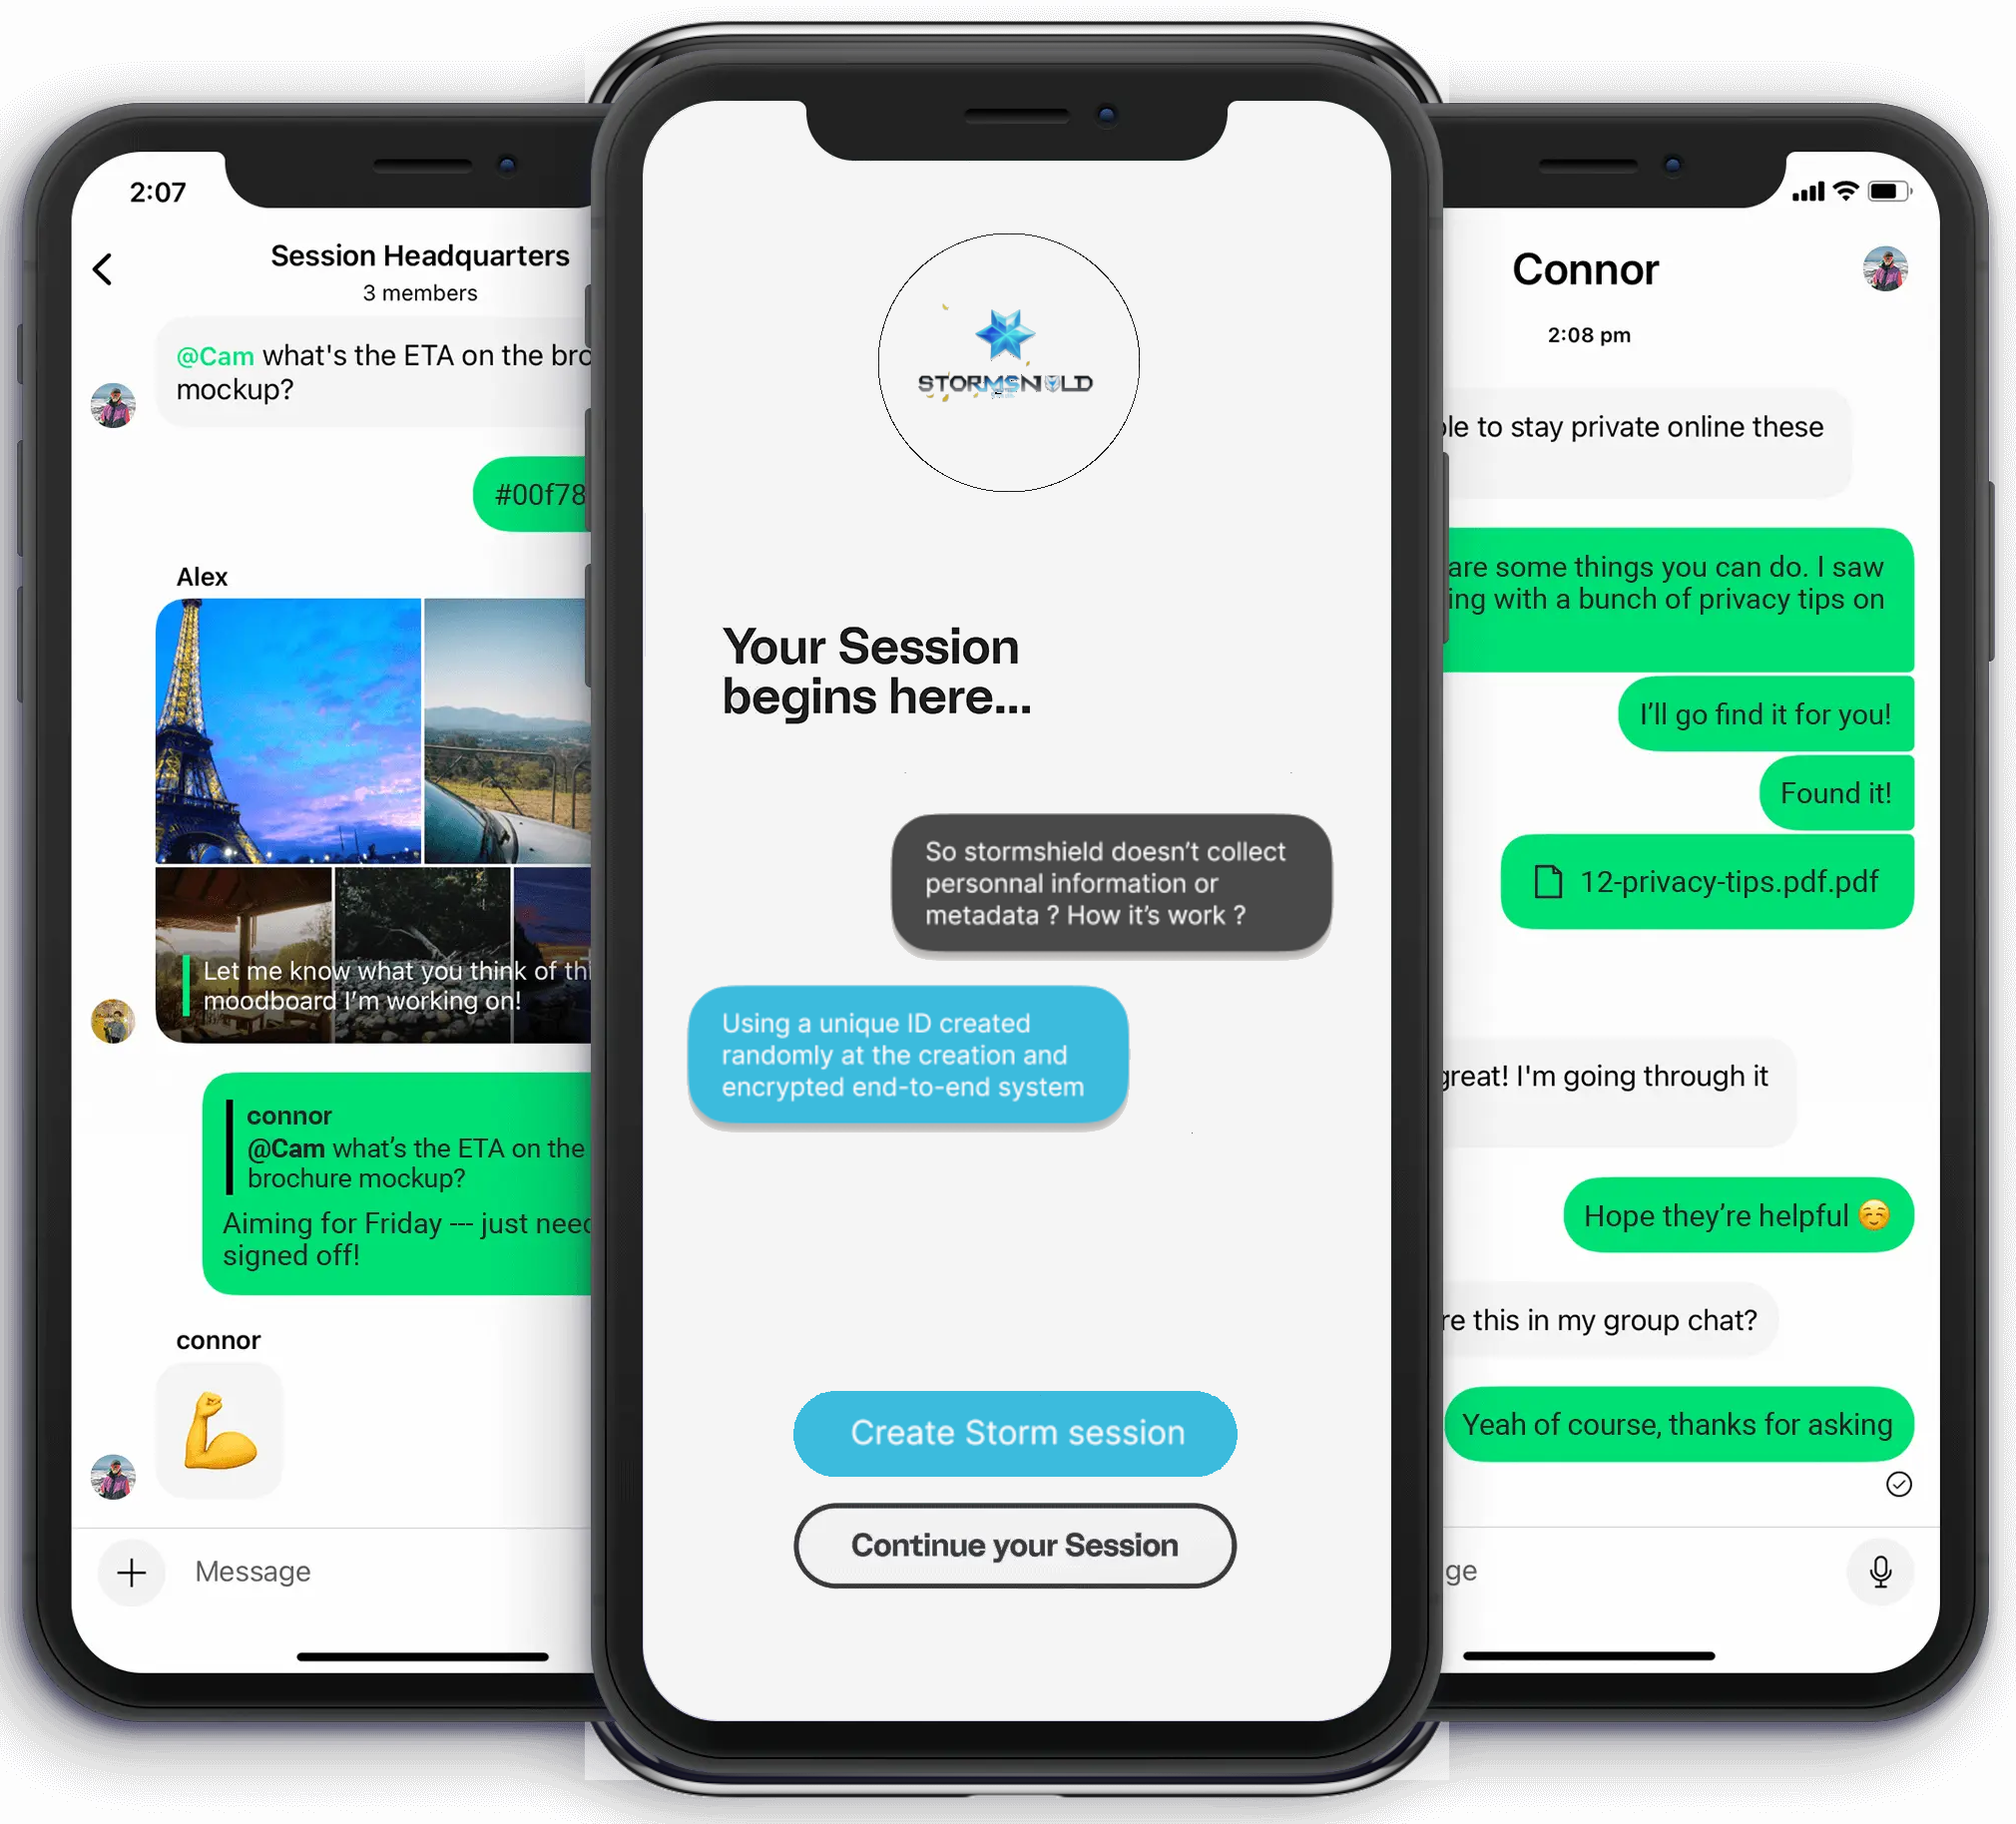 2:07
Session Headquarters
3 members
@Cam what's the ETA on the bro
mockup?
#00f78
Alex
Let me know what you think of thi
moodboard I'm working on!
connor
@Cam what's the ETA on the
brochure mockup?
Aiming for Friday --- just need
signed off!
connor
Message
Your Session
begins here...
So stormshield doesn't collect
personnal information or
metadata ? How it's work ?
Using a unique ID created
randomly at the creation and
encrypted end-to-end system
Create Storm session
Continue your Session
Connor
2:08 pm
to stay private online these
are some things you can do. I saw
ing with a bunch of privacy tips on
I'll go find it for you!
Found it!
12-privacy-tips.pdf.pdf
great! I'm going through it
Hope they're helpful
re this in my group chat?
Yeah of course, thanks for asking
ge